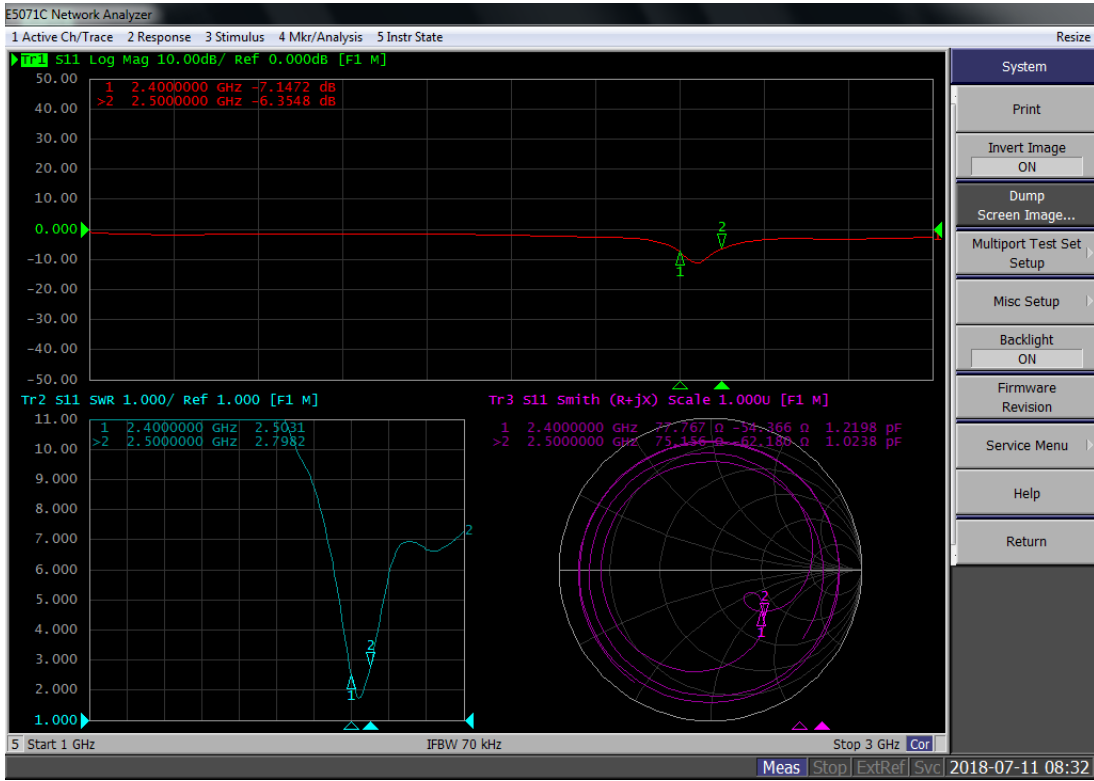 E5071C Network Analyzer
1 Active Ch/Trace 2 Response 3 Stimulus 4 Mkr/Analysis 5 Instr State Resize
Tr1 S11 Log Mag 10.00dB/ Ref 0.000dB [F1 M]
50.00
1 2.4000000 GHz -7.1472 dB
>2 2.5000000 GHz -6.3548 dB
40.00
30.00
20.00
10.00
0.000
2
-10.00
1
-20.00
-30.00
-40.00
-50.00
Tr2 S11 SWR 1.000/ Ref 1.000 [F1 M]
11.00
1 2.4000000 GHz 2.5031
>2 2.5000000 GHz 2.7982
10.00
9.000
8.000
7.000
2
6.000
5.000
4.000
2
3.000
2.000
1
1.000
Tr3 S11 Smith (R+jX) Scale 1.000U [F1 M]
1 2.4000000 GHz 77.767 Ω -54.366 Ω 1.2198 pF
>2 2.5000000 GHz 75.156 Ω -62.180 Ω 1.0238 pF
2
1
5 Start 1 GHz IFBW 70 kHz Stop 3 GHz Cor
System
Print
Invert Image
ON
Dump
Screen Image...
Multiport Test Set
Setup
Misc Setup
Backlight
ON
Firmware
Revision
Service Menu
Help
Return
Meas Stop ExtRef Svc 2018-07-11 08:32